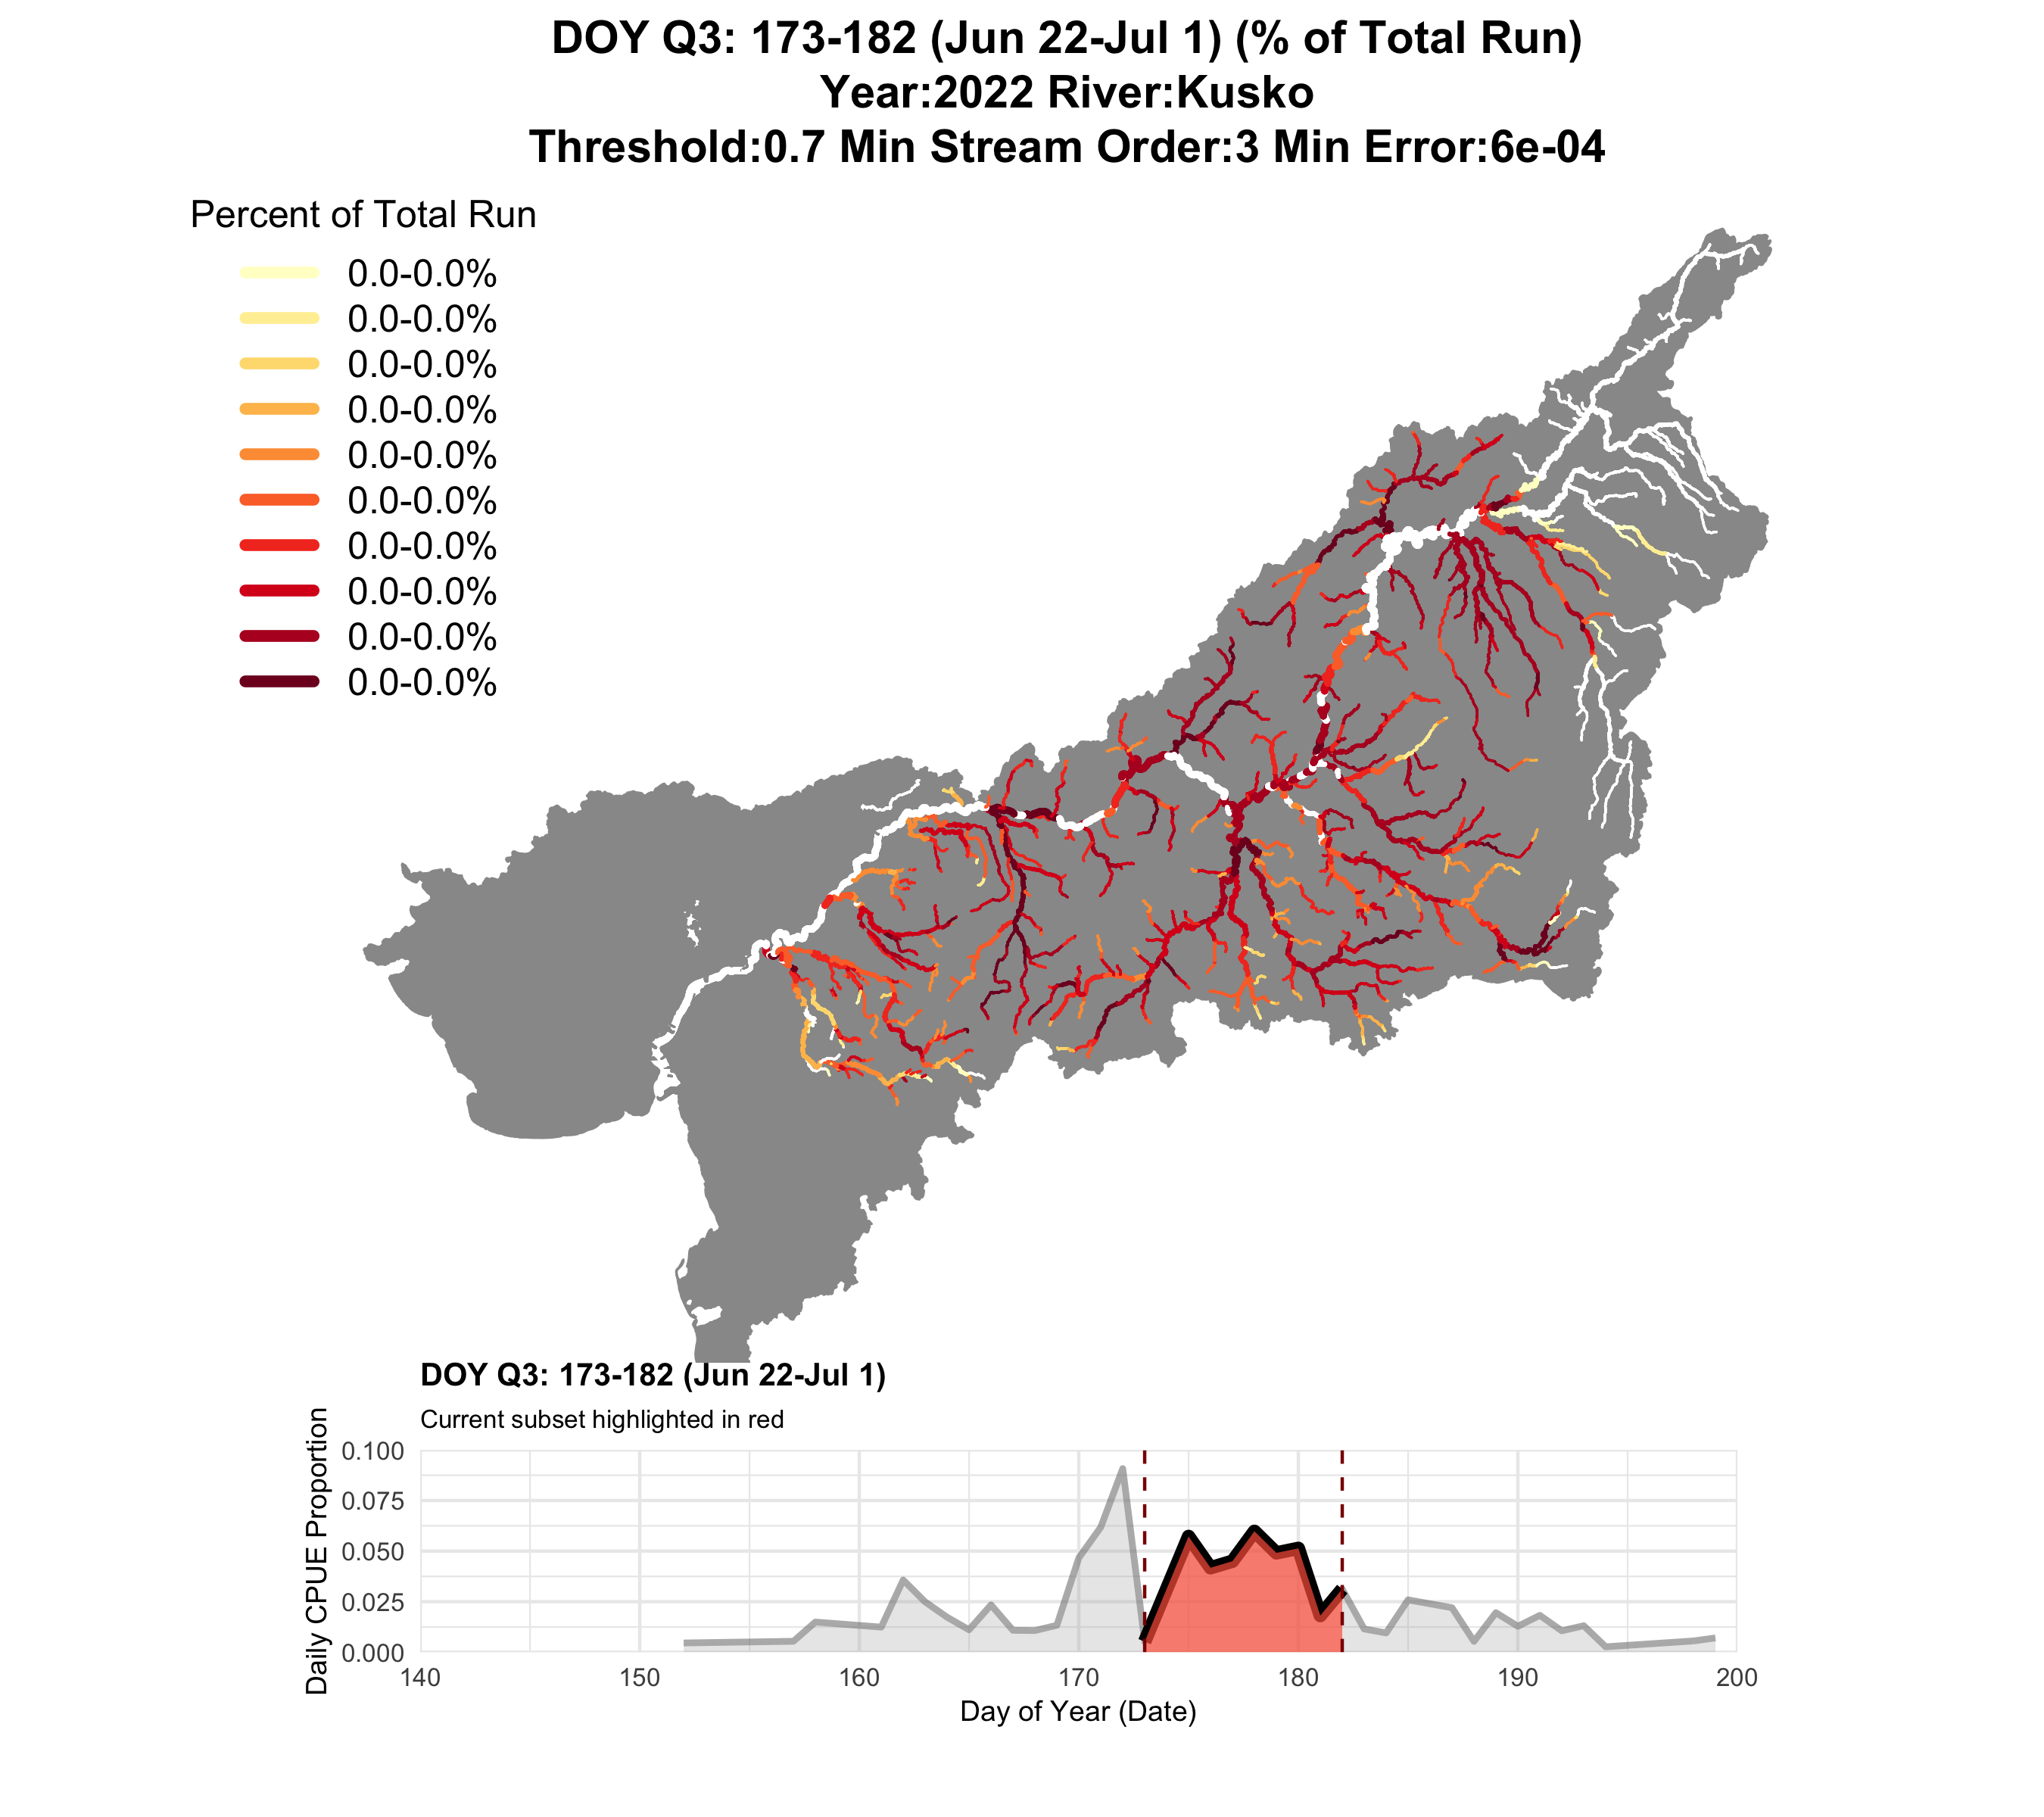 DOY Q3: 173-182 (Jun 22-Jul 1) (% of Total Run)
Year:2022 River:Kusko
Threshold:0.7 Min Stream Order:3 Min Error:6e-04
Percent of Total Run
0.0-0.0%
0.0-0.0%
0.0-0.0%
0.0-0.0%
0.0-0.0%
0.0-0.0%
0.0-0.0%
0.0-0.0%
0.0-0.0%
0.0-0.0%
DOY Q3: 173-182 (Jun 22-Jul 1)
Current subset highlighted in red
Daily CPUE Proportion
0.100
0.075
0.050
0.025
0.000
140 150 160 170 180 190 200
Day of Year (Date)